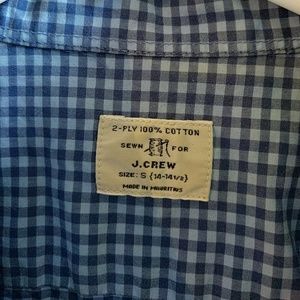 2-PLY 100% COTTON
SEWN FOR
J.CREW
SIZE: S {14-14½}
MADE IN MAURITIUS